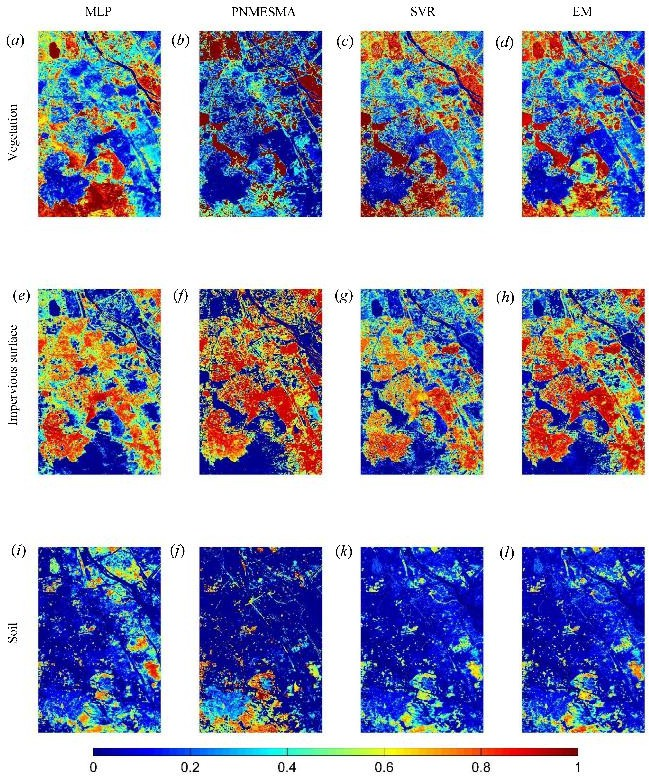 MLP PNMESMA SVR EM
(a) (b) (c) (d)
Vegetation
(e) (f) (g) (h)
Impervious surface
(i) (j) (k) (l)
Soil
0 0.2 0.4 0.6 0.8 1